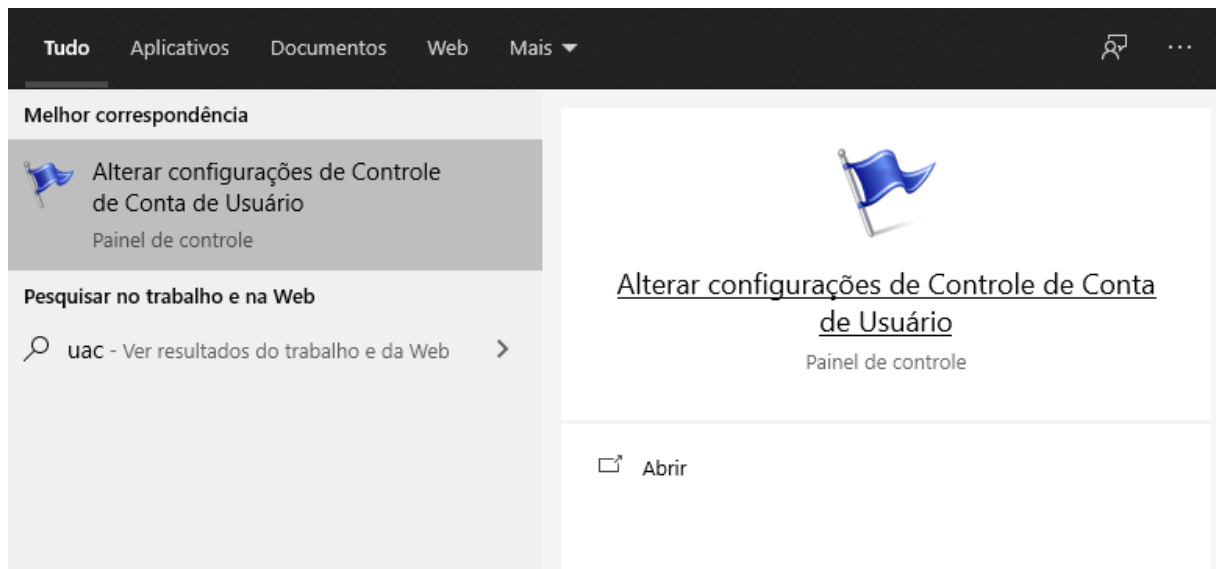 Tudo Aplicativos Documentos Web Mais
Melhor correspondência
Alterar configurações de Controle
de Conta de Usuário
Painel de controle
Pesquisar no trabalho e na Web
uac - Ver resultados do trabalho e da Web
Alterar configurações de Controle de Conta
de Usuário
Painel de controle
Abrir